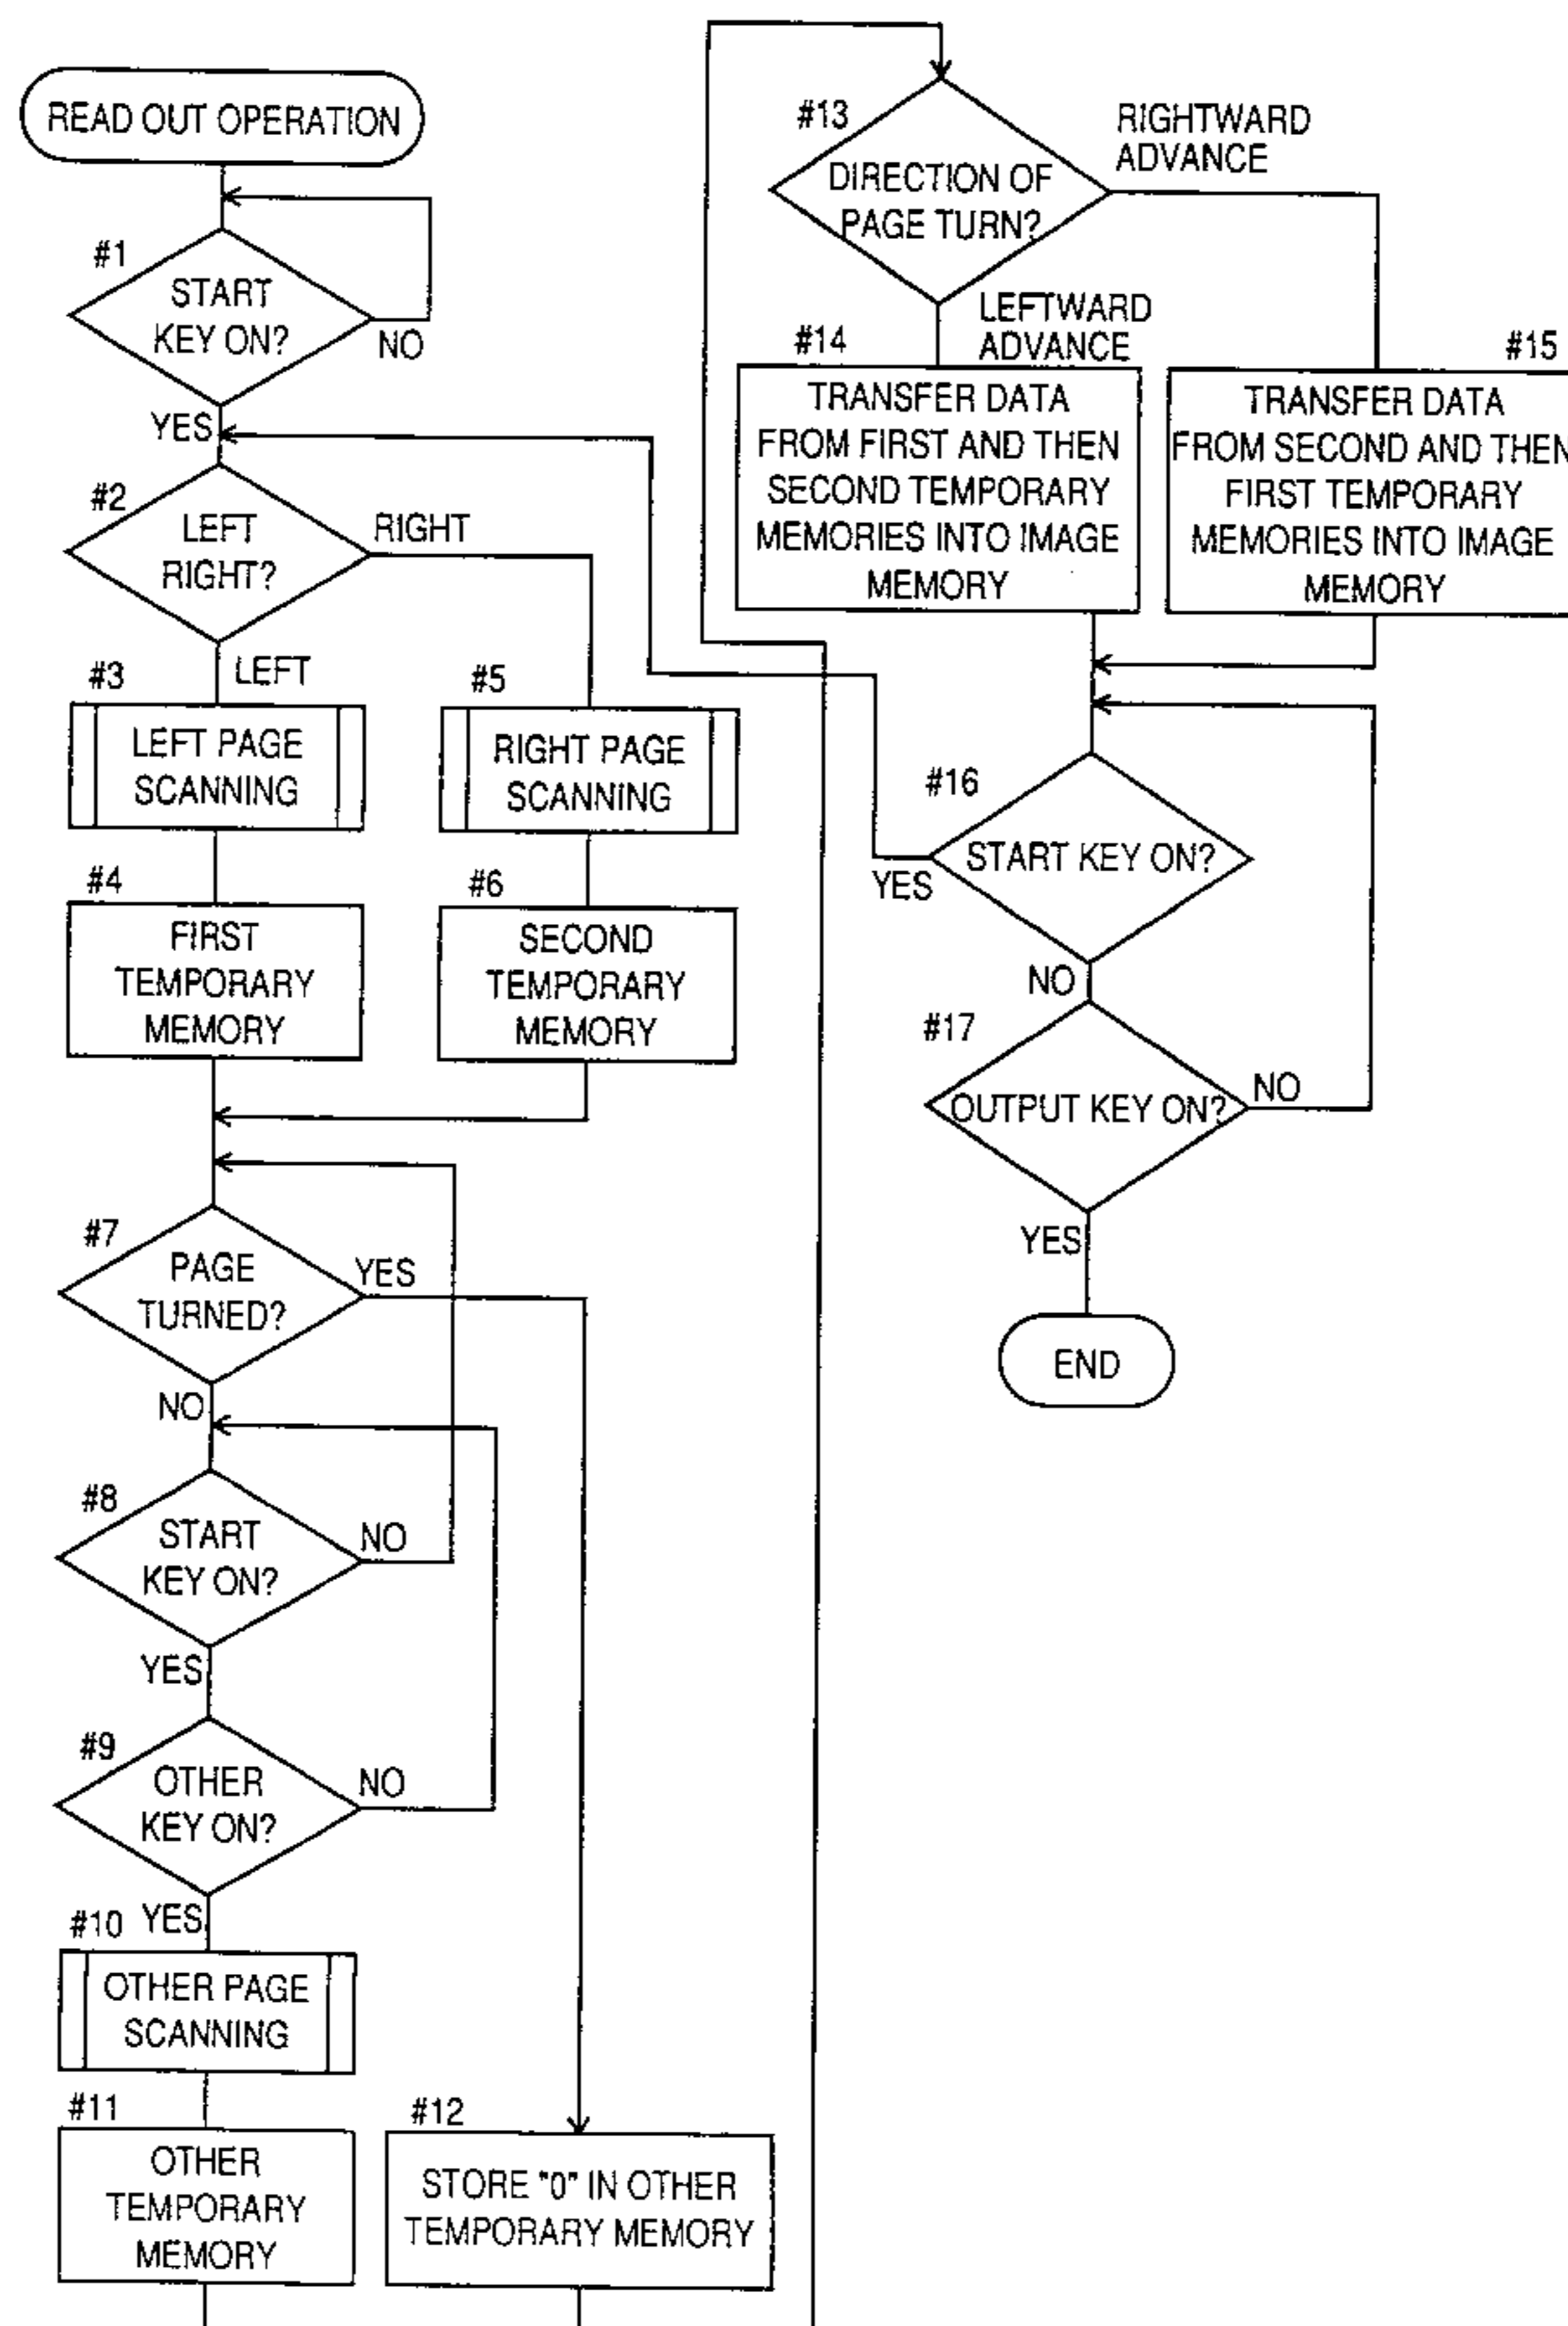 READ OUT OPERATION
#1
START
KEY ON?
NO
YES
#2
LEFT
RIGHT?
RIGHT
LEFT
#3
LEFT PAGE
SCANNING
#5
RIGHT PAGE
SCANNING
#4
FIRST
TEMPORARY
MEMORY
#6
SECOND
TEMPORARY
MEMORY
#7
PAGE
TURNED?
YES
NO
#8
START
KEY ON?
NO
YES
#9
OTHER
KEY ON?
NO
YES
#10
OTHER PAGE
SCANNING
#11
OTHER
TEMPORARY
MEMORY
#12
STORE "0" IN OTHER
TEMPORARY MEMORY
#13
DIRECTION OF
PAGE TURN?
RIGHTWARD
ADVANCE
LEFTWARD
ADVANCE
#14
TRANSFER DATA
FROM FIRST AND THEN
SECOND TEMPORARY
MEMORIES INTO IMAGE
MEMORY
#15
TRANSFER DATA
FROM SECOND AND THEN
FIRST TEMPORARY
MEMORIES INTO IMAGE
MEMORY
#16
START KEY ON?
YES
NO
#17
OUTPUT KEY ON?
NO
YES
END